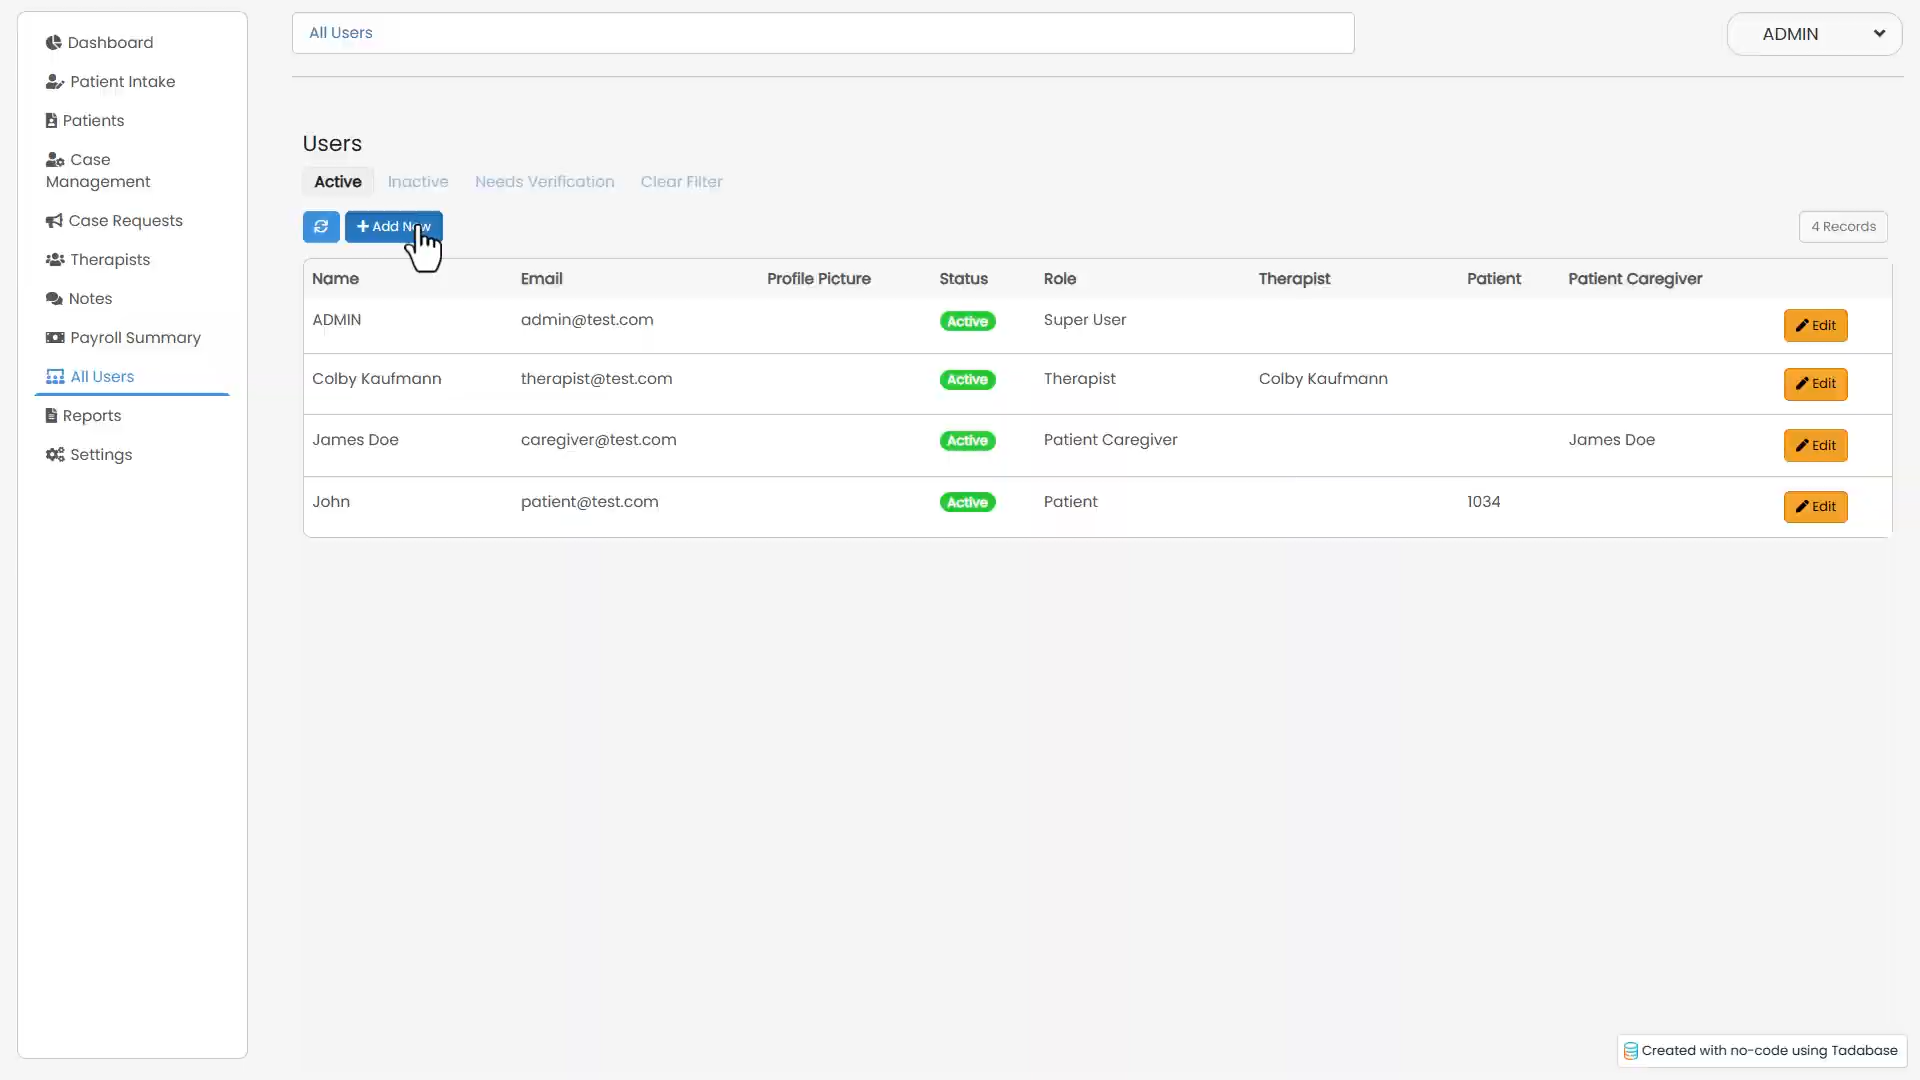 Dashboard
Patient Intake
Patients
Case
Management
Case Requests
Therapists
Notes
Payroll Summary
All Users
Reports
Settings
All Users
ADMIN
Users
Active Inactive Needs Verification Clear Filter
Add New
4 Records
Name Email Profile Picture Status Role Therapist Patient Patient Caregiver
ADMIN admin@test.com Active Super User Edit
Colby Kaufmann therapist@test.com Active Therapist Colby Kaufmann Edit
James Doe caregiver@test.com Active Patient Caregiver James Doe Edit
John patient@test.com Active Patient 1034 Edit
Created with no-code using Tadabase